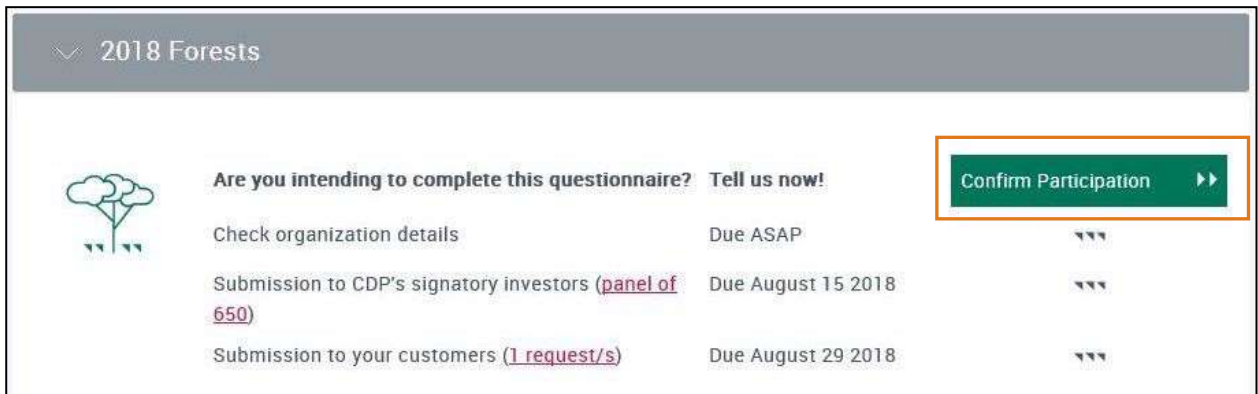 2018 Forests
Are you intending to complete this questionnaire? Tell us now! Confirm Participation
Check organization details Due ASAP
Submission to CDP's signatory investors (panel of Due August 15 2018
650)
Submission to your customers (1 request/s) Due August 29 2018